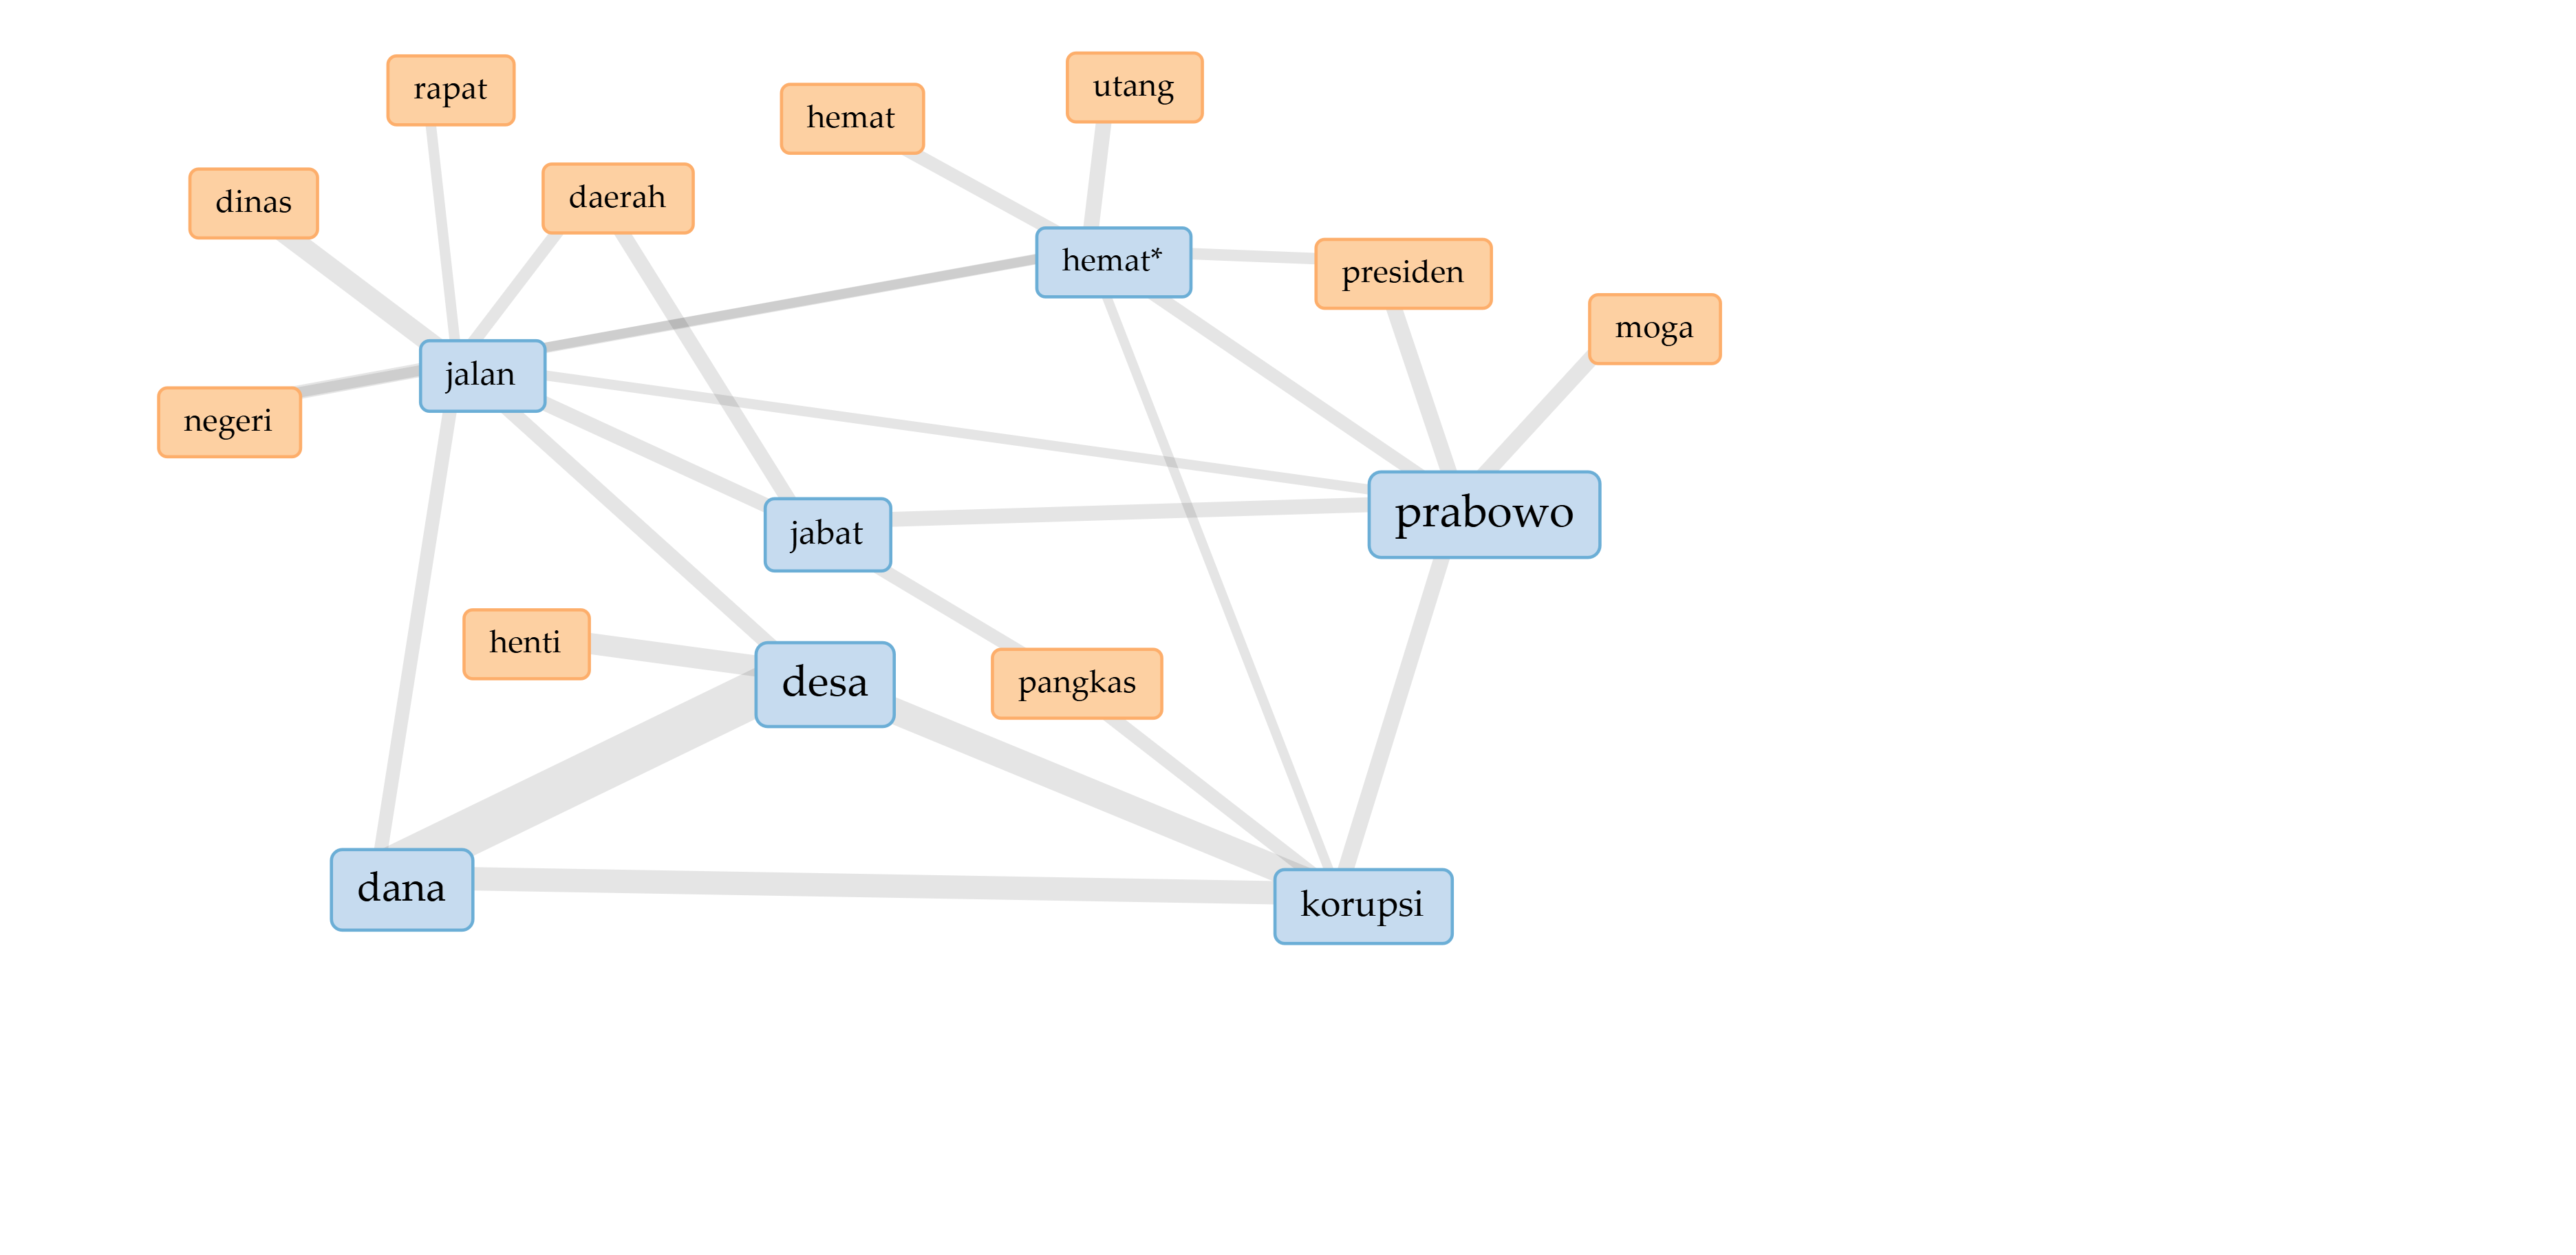 rapat
utang
hemat
dinas
daerah
hemat*
presiden
moga
jalan
negeri
prabowo
jabat
henti
desa
pangkas
dana
korupsi